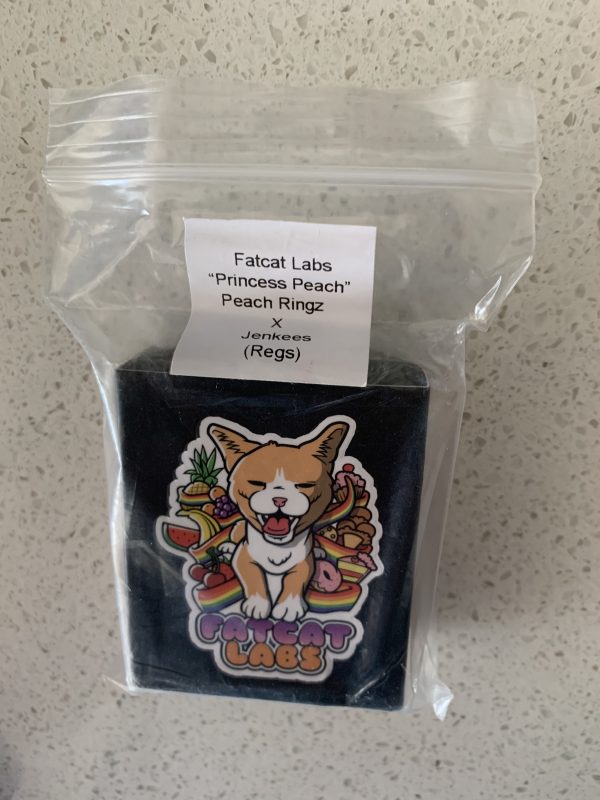 Fatcat Labs
“Princess Peach”
Peach Ringz
X
Jenkees
(Regs)
FATCAT
LABS